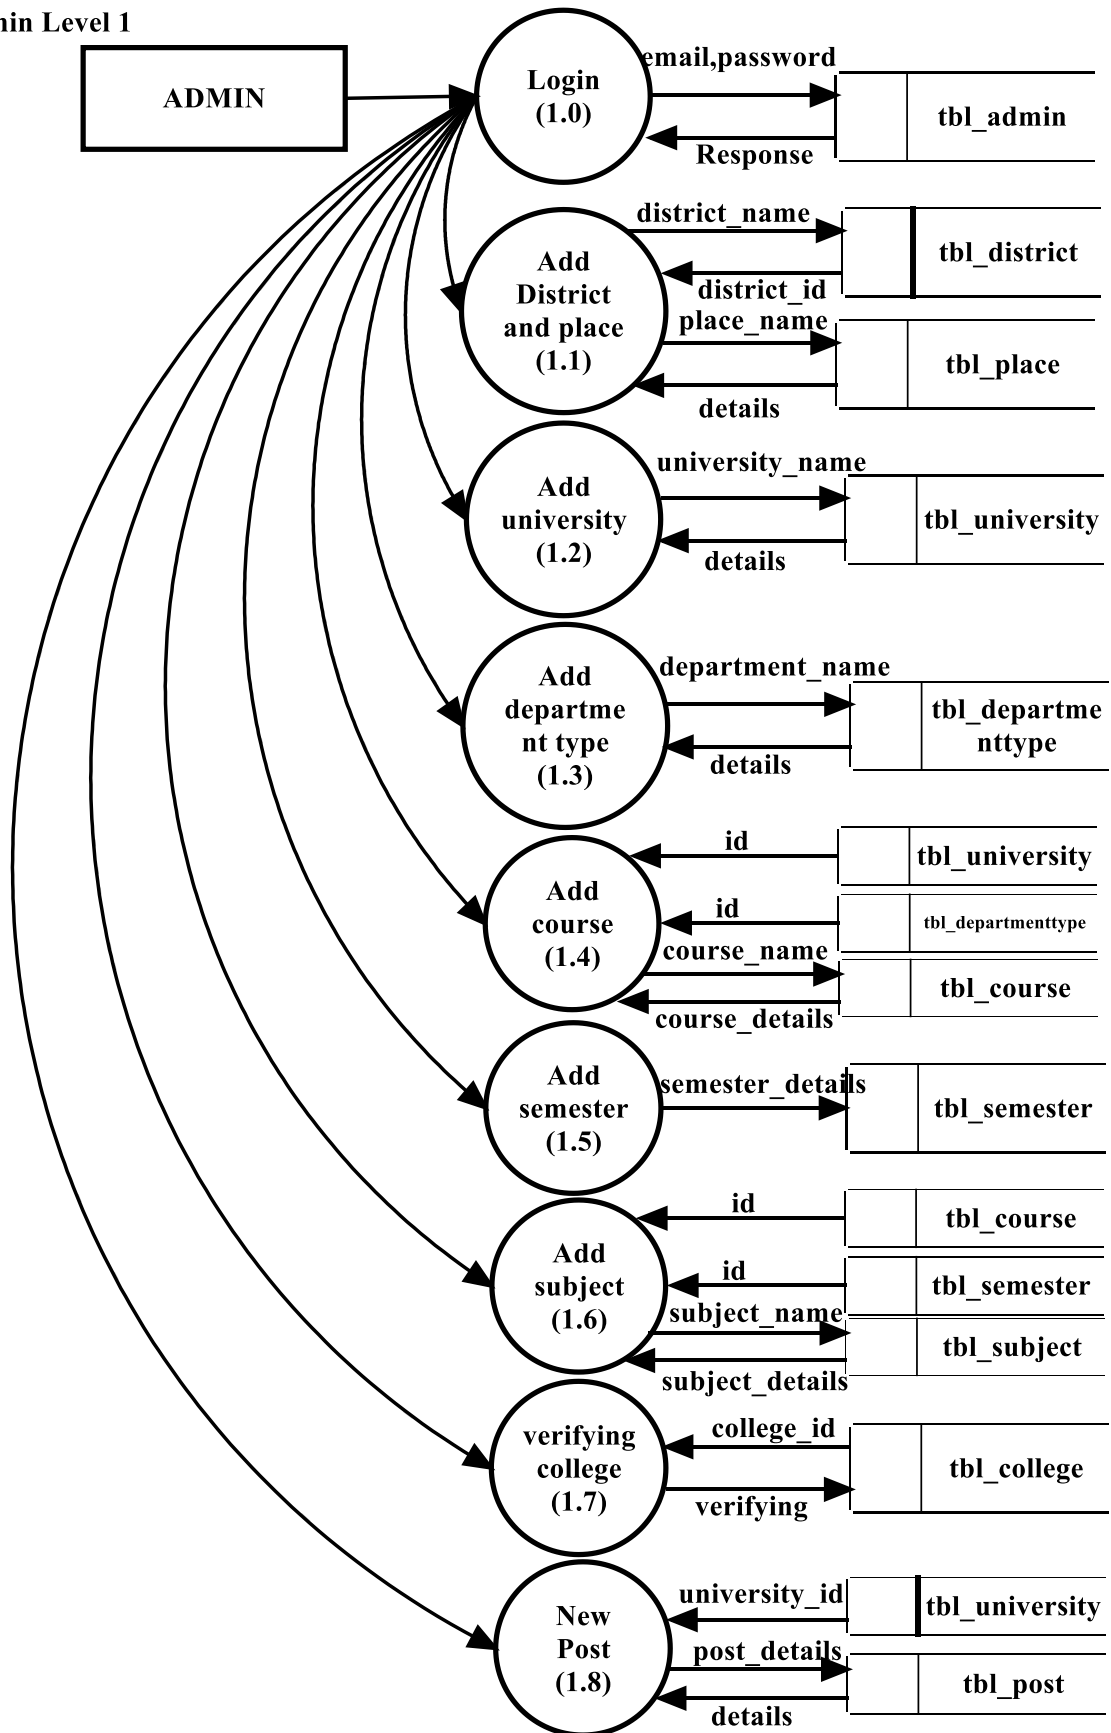 min Level 1
ADMIN
Login
(1.0)
email,password
Response
tbl_admin
Add
District
and place
(1.1)
district_name
district_id
tbl_district
place_name
details
tbl_place
Add
university
(1.2)
university_name
details
tbl_university
Add
departme
nt type
(1.3)
department_name
details
tbl_departme
nttype
Add
course
(1.4)
id
tbl_university
id
tbl_departmenttype
course_name
course_details
tbl_course
Add
semester
(1.5)
semester_details
tbl_semester
Add
subject
(1.6)
id
tbl_course
id
tbl_semester
subject_name
subject_details
tbl_subject
verifying
college
(1.7)
college_id
verifying
tbl_college
New
Post
(1.8)
university_id
tbl_university
post_details
details
tbl_post